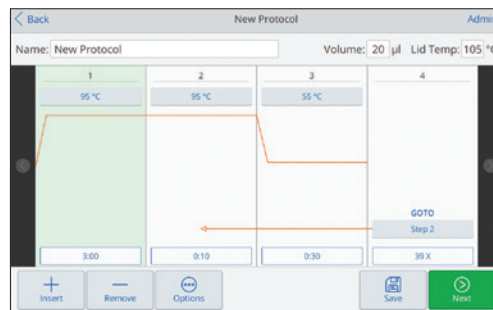 Back New Protocol Admin
Name: New Protocol Volume: 20 µl Lid Temp: 105 °C
1 2 3 4
95 °C 95 °C 55 °C
GOTO
Step 2
3:00 0:10 0:30 39 X
Insert Remove Options Save Next